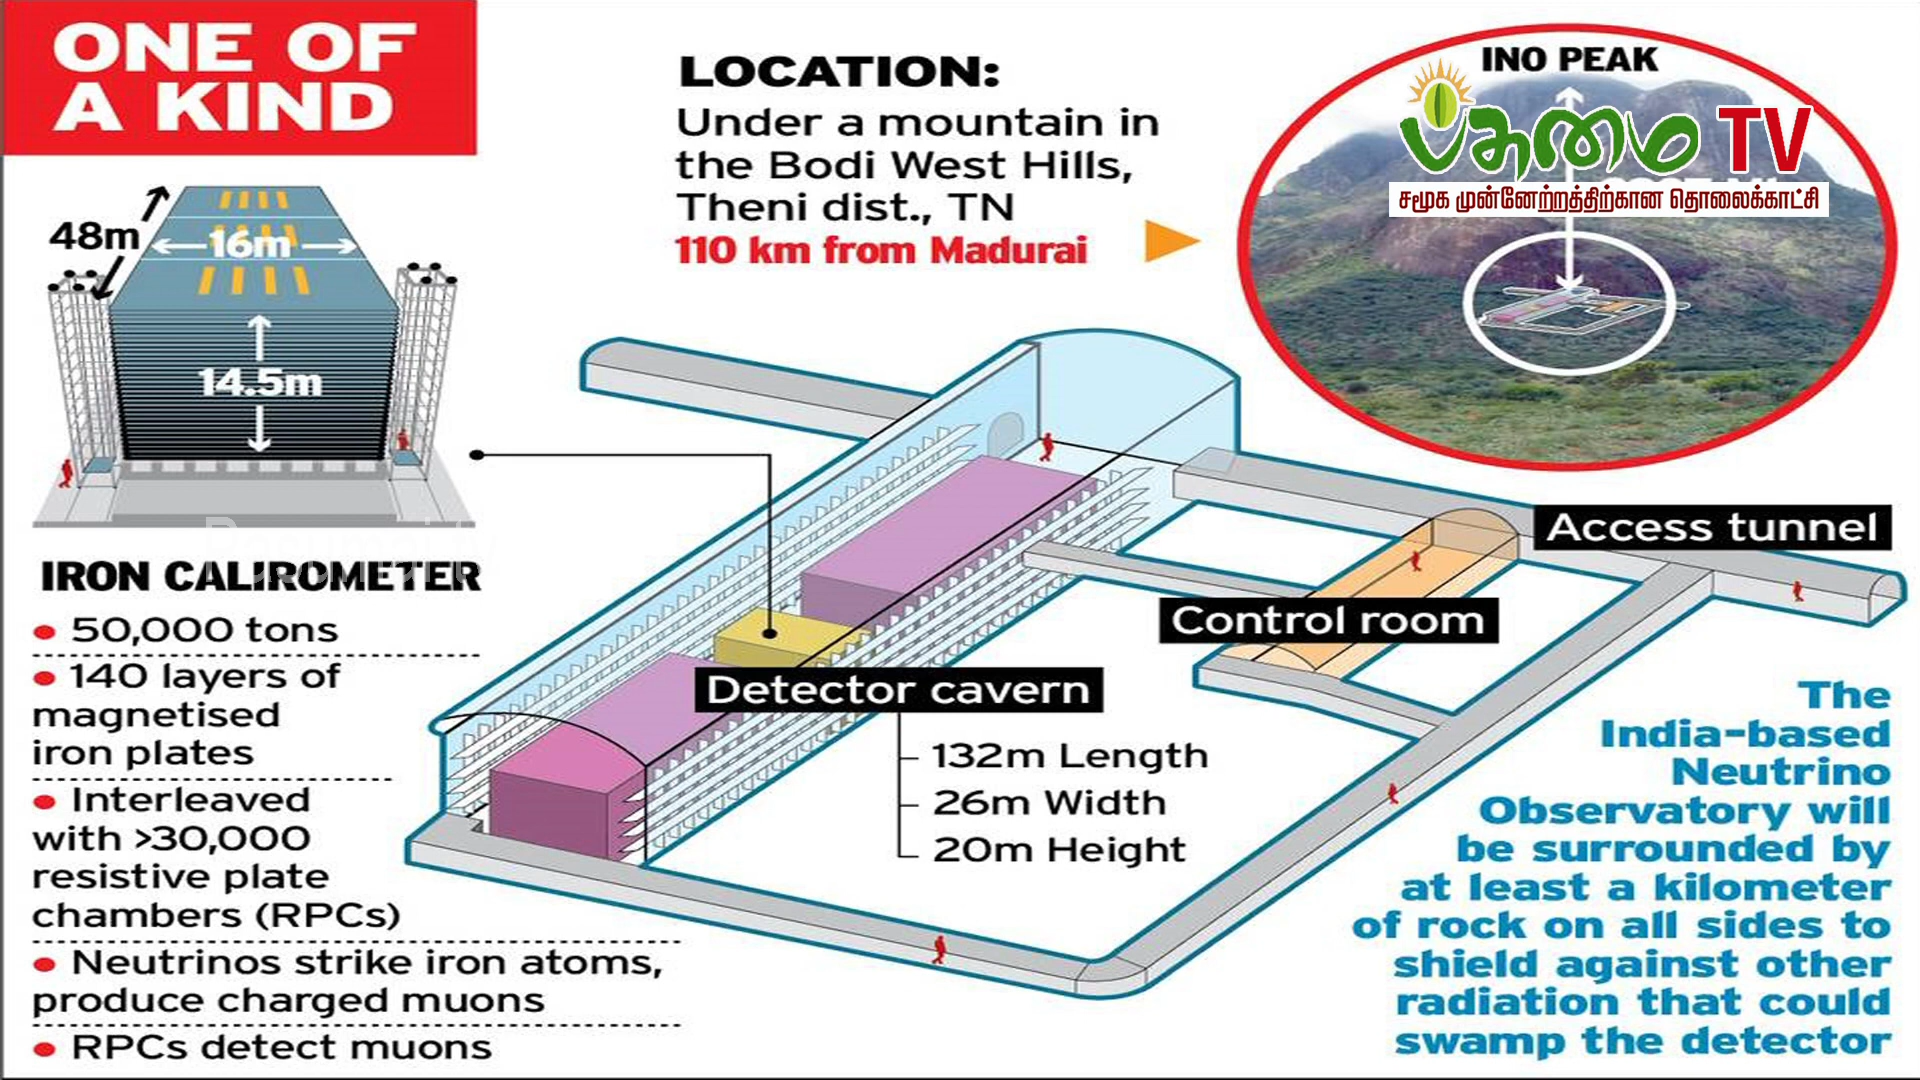 ONE OF
A KIND
48m
16m
14.5m
IRON CALIROMETER
• 50,000 tons
• 140 layers of
magnetised
iron plates
• Interleaved
with >30,000
resistive plate
chambers (RPCs)
• Neutrinos strike iron atoms,
produce charged muons
• RPCs detect muons
LOCATION:
Under a mountain in
the Bodi West Hills,
Theni dist., TN
110 km from Madurai
INO PEAK
பசுமை TV
சமூக முன்னேற்றத்திற்கான தொலைக்காட்சி
Access tunnel
Control room
Detector cavern
132m Length
26m Width
20m Height
The
India-based
Neutrino
Observatory will
be surrounded by
at least a kilometer
of rock on all sides to
shield against other
radiation that could
swamp the detector